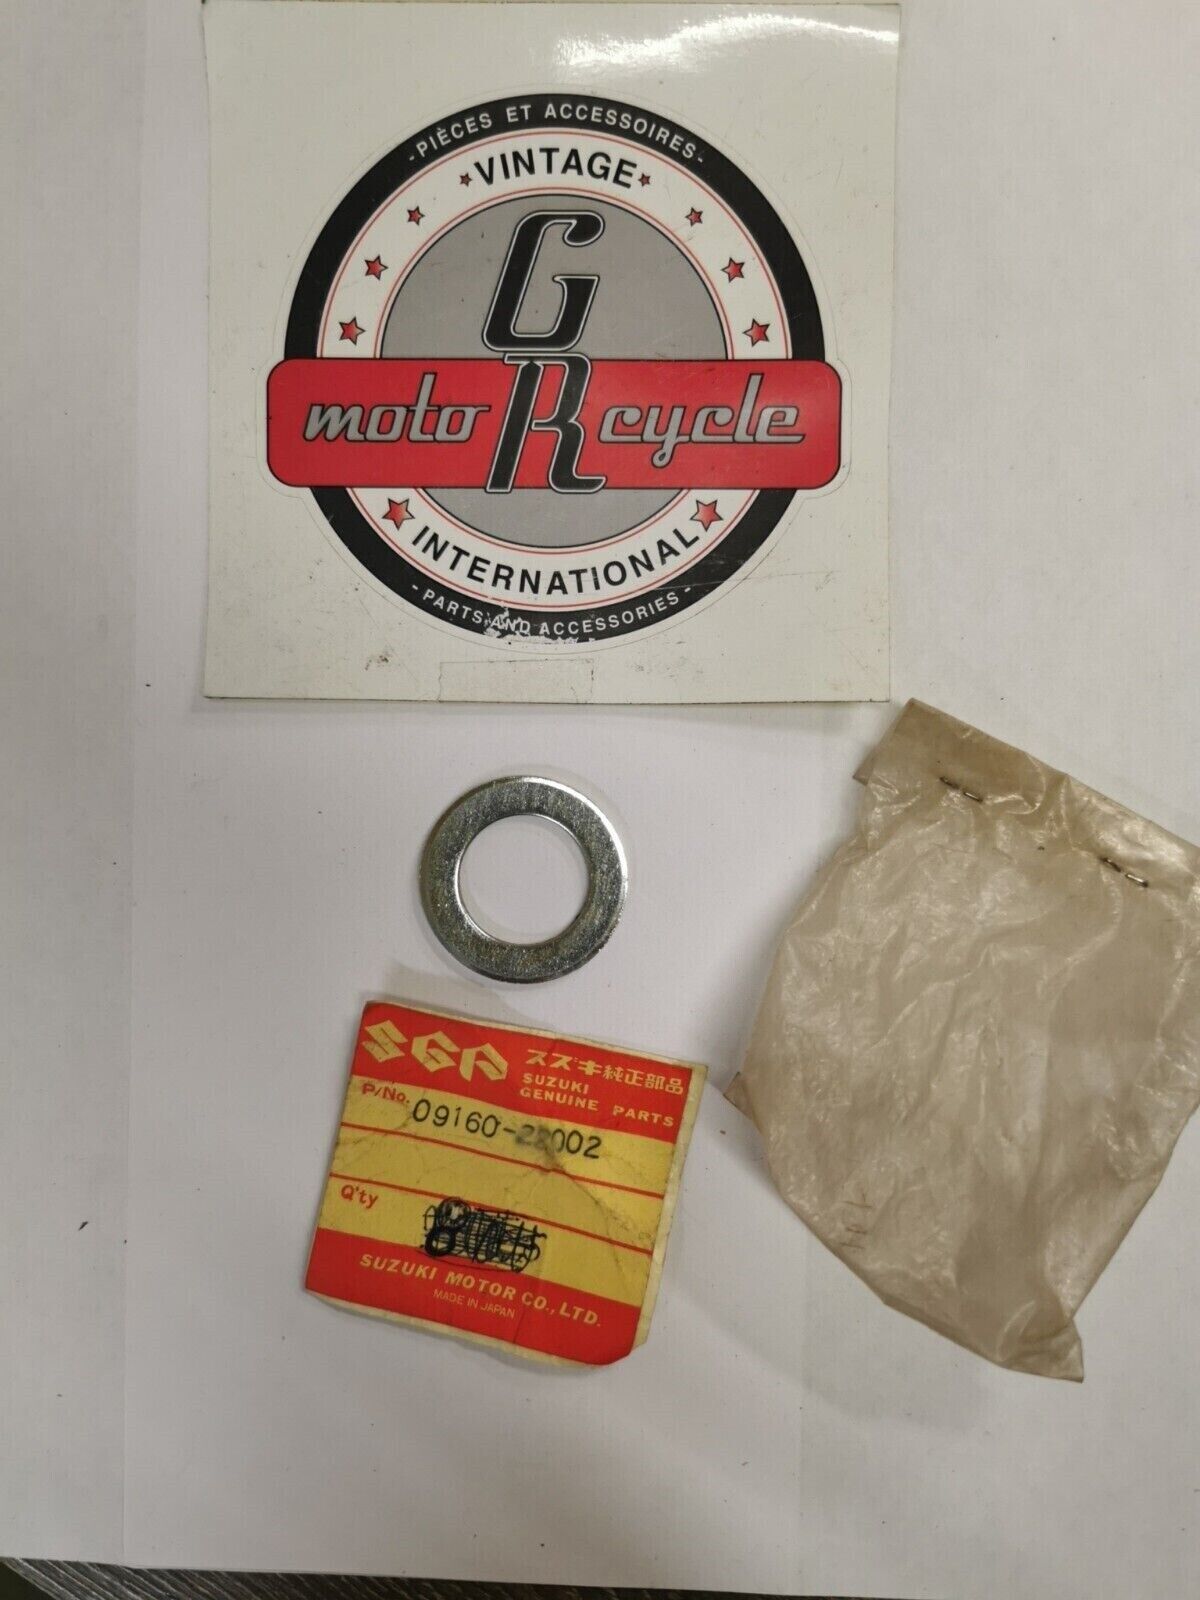 - PIÈCES ET ACCESSOIRES -
VINTAGE
GR
moto cycle
INTERNATIONAL
- PARTS AND ACCESSORIES -
SGP スズキ純正部品
SUZUKI
GENUINE PARTS
P/No. 09160-22002
Q'ty
SUZUKI MOTOR CO., LTD.
MADE IN JAPAN